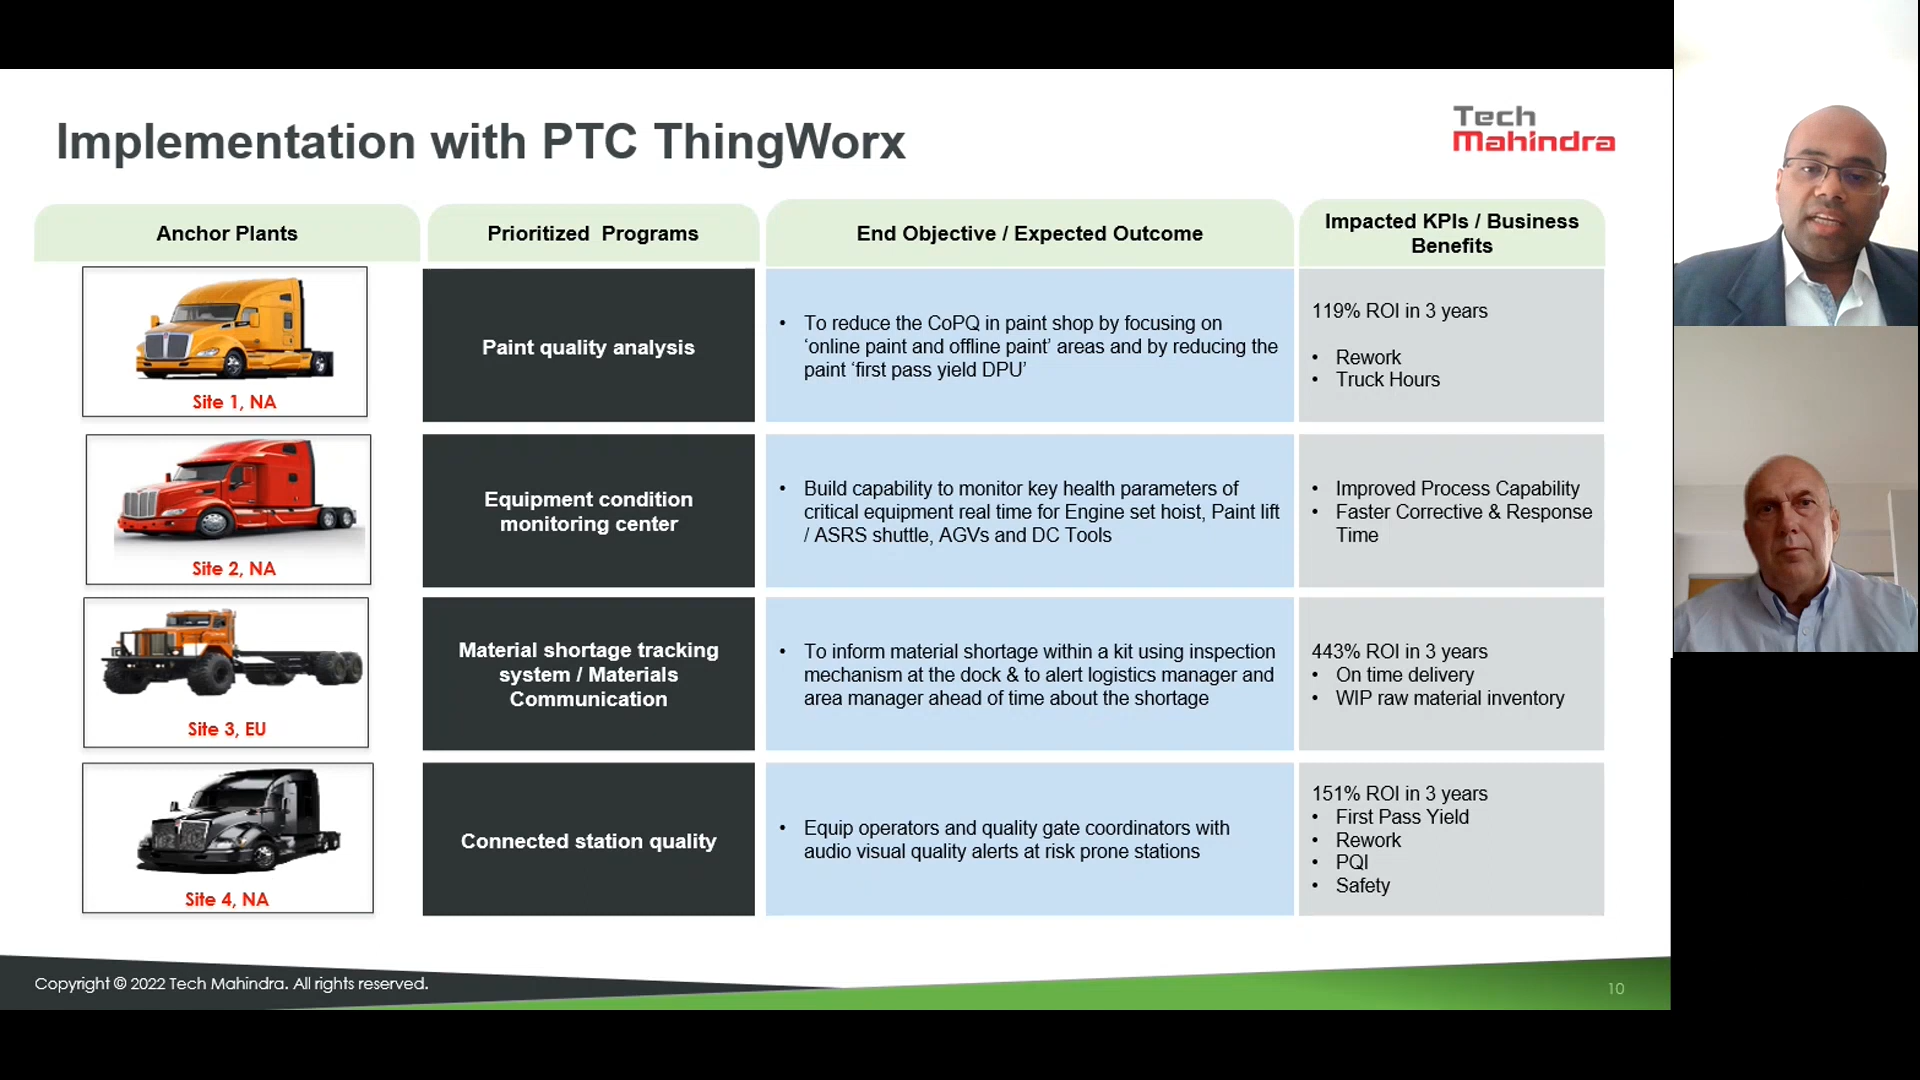 Implementation with PTC ThingWorx
Tech
Mahindra
Anchor Plants
Prioritized Programs
End Objective / Expected Outcome
Impacted KPIs / Business
Benefits
Site 1, NA
Paint quality analysis
• To reduce the CoPQ in paint shop by focusing on
‘online paint and offline paint’ areas and by reducing the
paint ‘first pass yield DPU’
119% ROI in 3 years
• Rework
• Truck Hours
Site 2, NA
Equipment condition
monitoring center
• Build capability to monitor key health parameters of
critical equipment real time for Engine set hoist, Paint lift
/ ASRS shuttle, AGVs and DC Tools
• Improved Process Capability
• Faster Corrective & Response
Time
Site 3, EU
Material shortage tracking
system / Materials
Communication
• To inform material shortage within a kit using inspection
mechanism at the dock & to alert logistics manager and
area manager ahead of time about the shortage
443% ROI in 3 years
• On time delivery
• WIP raw material inventory
Site 4, NA
Connected station quality
• Equip operators and quality gate coordinators with
audio visual quality alerts at risk prone stations
151% ROI in 3 years
• First Pass Yield
• Rework
• PQI
• Safety
Copyright © 2022 Tech Mahindra. All rights reserved.
10